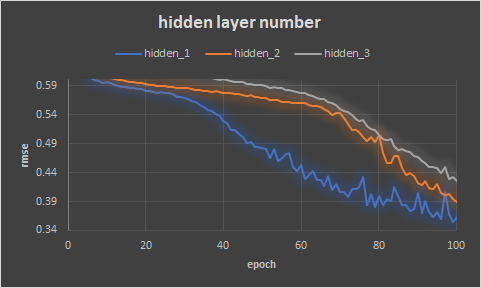 hidden layer number
hidden_1 hidden_2 hidden_3
0.59
0.54
0.49
0.44
0.39
0.34
rmse
0 20 40 60 80 100
epoch